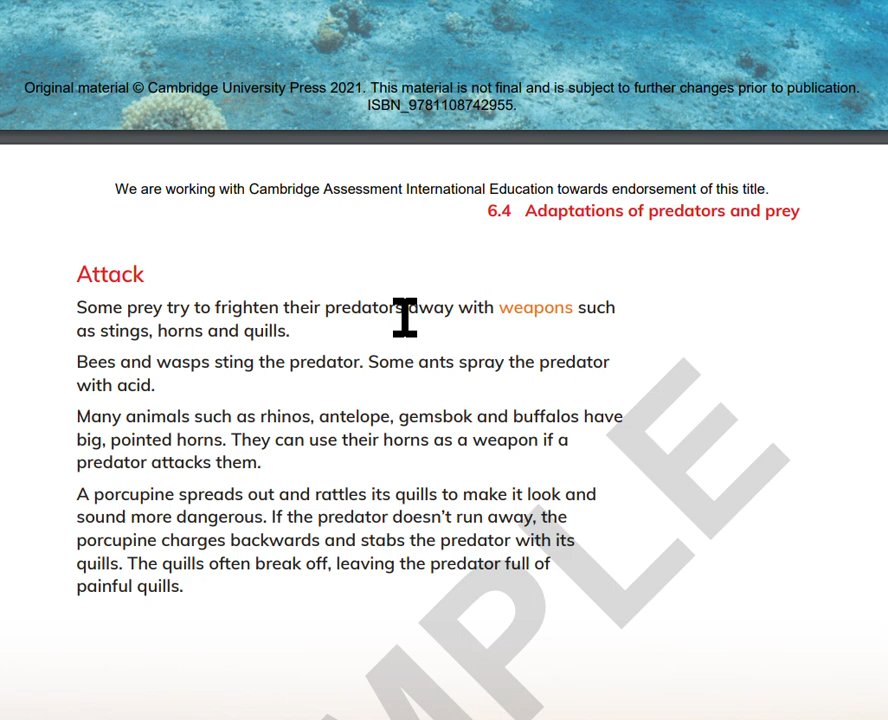 Original material © Cambridge University Press 2021. This material is not final and is subject to further changes prior to publication.
ISBN_9781108742955.
We are working with Cambridge Assessment International Education towards endorsement of this title.
6.4 Adaptations of predators and prey
Attack
Some prey try to frighten their predators away with weapons such
as stings, horns and quills.
Bees and wasps sting the predator. Some ants spray the predator
with acid.
Many animals such as rhinos, antelope, gemsbok and buffalos have
big, pointed horns. They can use their horns as a weapon if a
predator attacks them.
A porcupine spreads out and rattles its quills to make it look and
sound more dangerous. If the predator doesn't run away, the
porcupine charges backwards and stabs the predator with its
quills. The quills often break off, leaving the predator full of
painful quills.
MPLE